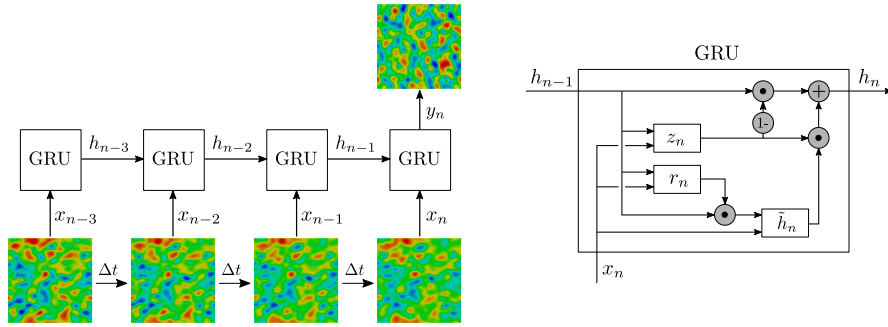 y_n
GRU
h_{n-3}
GRU
h_{n-2}
GRU
h_{n-1}
GRU
x_{n-3}
x_{n-2}
x_{n-1}
x_n
Δt
Δt
Δt
GRU
h_{n-1}
h_n
1-
z_n
r_n
h̃_n
x_n